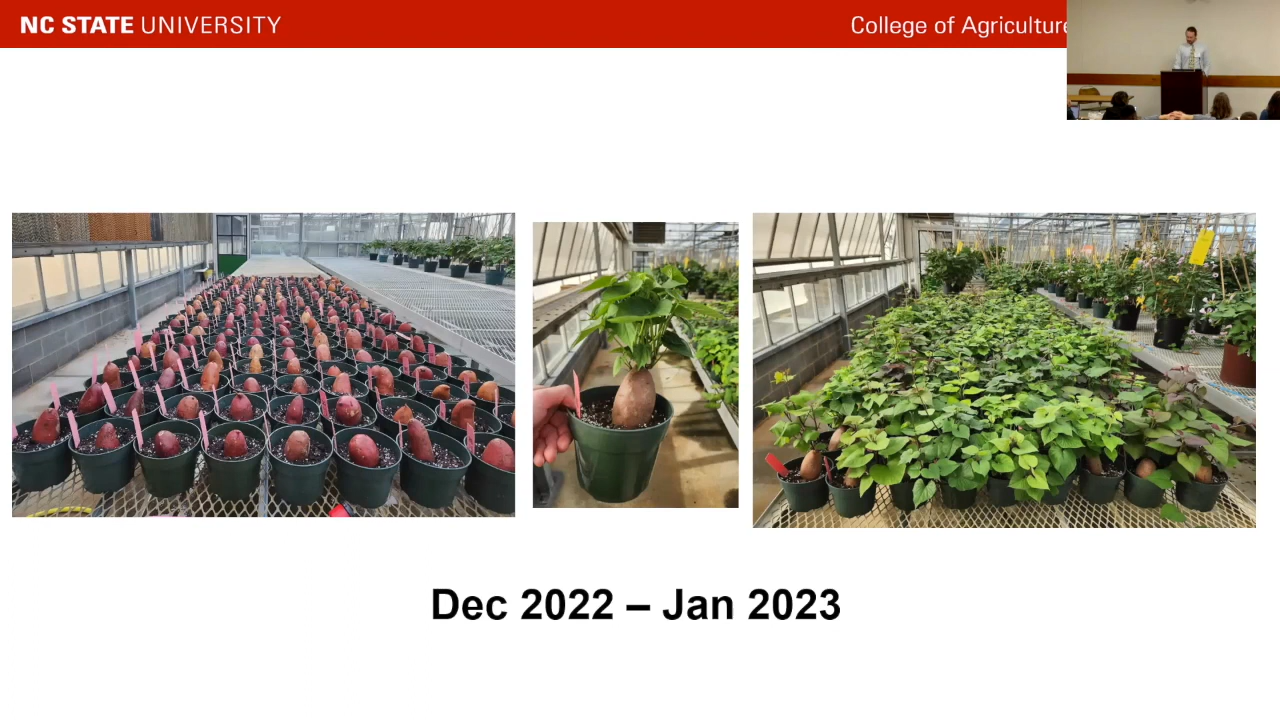 NC STATE UNIVERSITY
College of Agriculture
Dec 2022 – Jan 2023